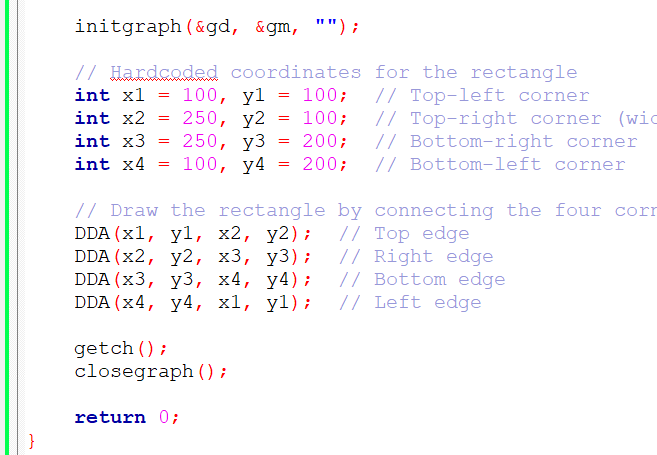 initgraph(&gd, &gm, "");
// Hardcoded coordinates for the rectangle
int x1 = 100, y1 = 100;  // Top-left corner
int x2 = 250, y2 = 100;  // Top-right corner
int x3 = 250, y3 = 200;  // Bottom-right corner
int x4 = 100, y4 = 200;  // Bottom-left corner
// Draw the rectangle by connecting the four
DDA(x1, y1, x2, y2);  // Top edge
DDA(x2, y2, x3, y3);  // Right edge
DDA(x3, y3, x4, y4);  // Bottom edge
DDA(x4, y4, x1, y1);  // Left edge
getch();
closegraph();
return 0;
}